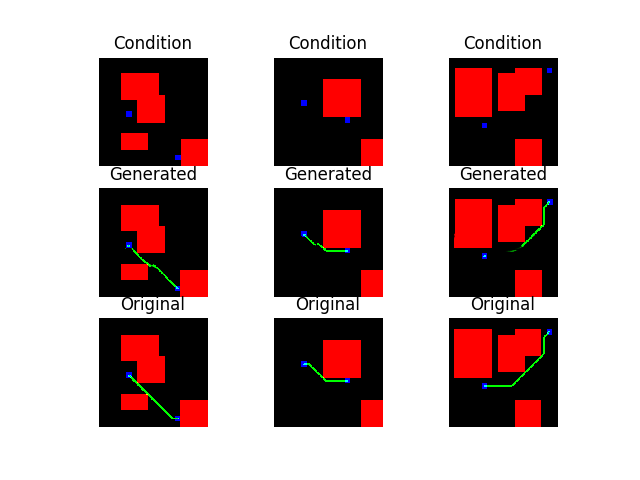 Condition Condition Condition
Generated Generated Generated
Original Original Original